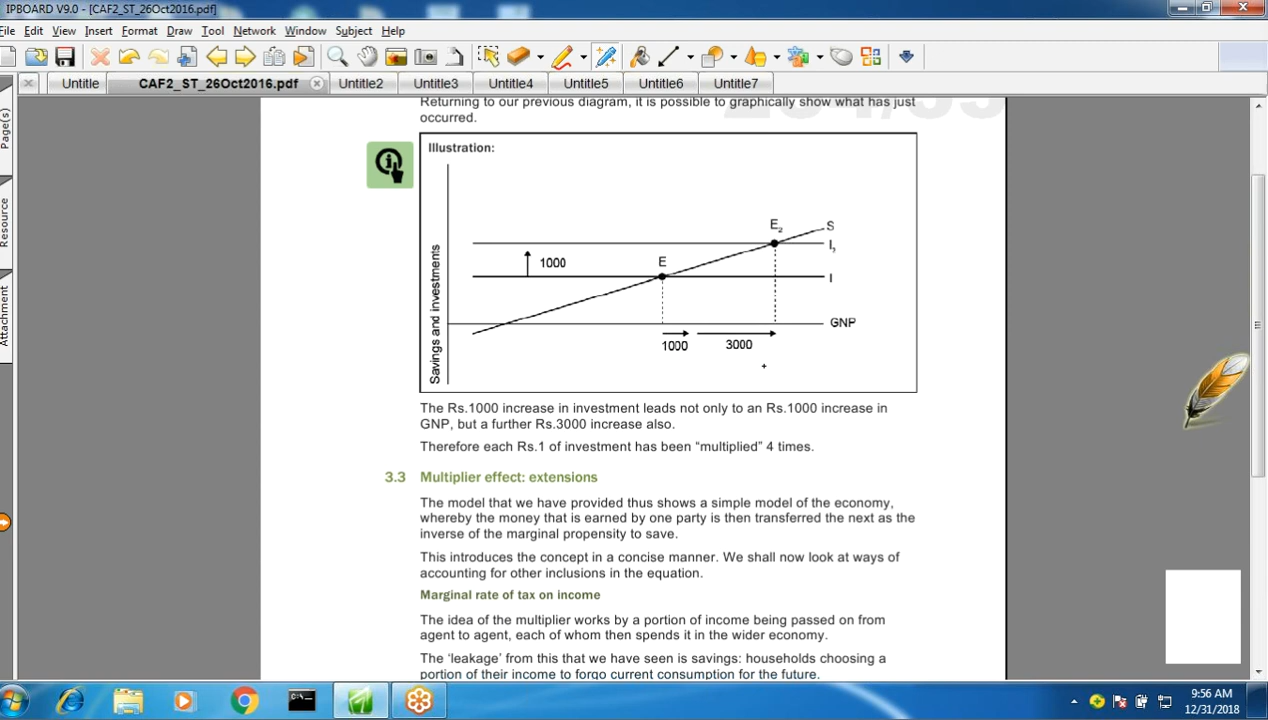 IPBOARD V9.0 - [CAF2_ST_26Oct2016.pdf]
File Edit View Insert Format Draw Tool Network Window Subject Help
Untitle CAF2_ST_26Oct2016.pdf Untitle2 Untitle3 Untitle4 Untitle5 Untitle6 Untitle7
Page(s)
Resource
Attachment
Returning to our previous diagram, it is possible to graphically show what has just
occurred.
Illustration:
Savings and investments
E2 S
I,
1000 E
I
GNP
1000 3000
The Rs.1000 increase in investment leads not only to an Rs.1000 increase in
GNP, but a further Rs.3000 increase also.
Therefore each Rs.1 of investment has been “multiplied” 4 times.
3.3 Multiplier effect: extensions
The model that we have provided thus shows a simple model of the economy,
whereby the money that is earned by one party is then transferred the next as the
inverse of the marginal propensity to save.
This introduces the concept in a concise manner. We shall now look at ways of
accounting for other inclusions in the equation.
Marginal rate of tax on income
The idea of the multiplier works by a portion of income being passed on from
agent to agent, each of whom then spends it in the wider economy.
The ‘leakage’ from this that we have seen is savings: households choosing a
portion of their income to forgo current consumption for the future.
9:56 AM
12/31/2018